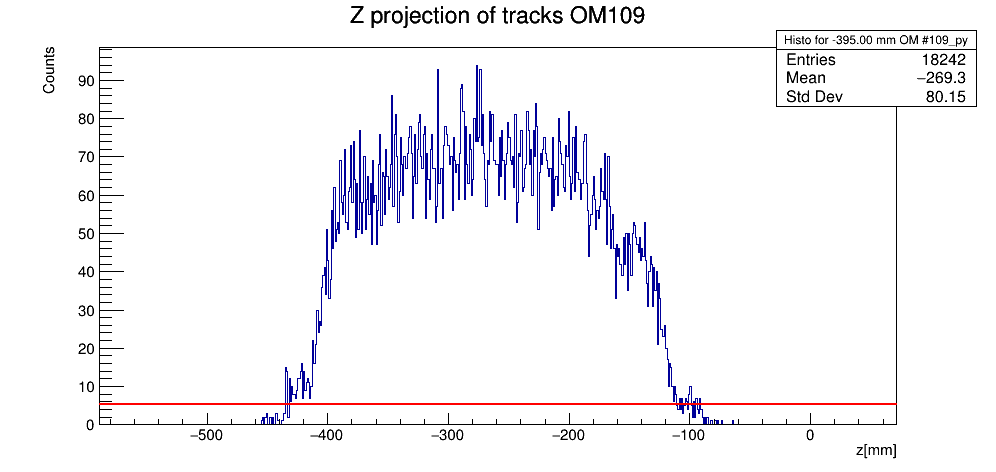 Z projection of tracks OM109
Histo for -395.00 mm OM #109_py
Entries 18242
Mean −269.3
Std Dev 80.15
Counts
90
80
70
60
50
40
30
20
10
0
−500 −400 −300 −200 −100 0
z[mm]